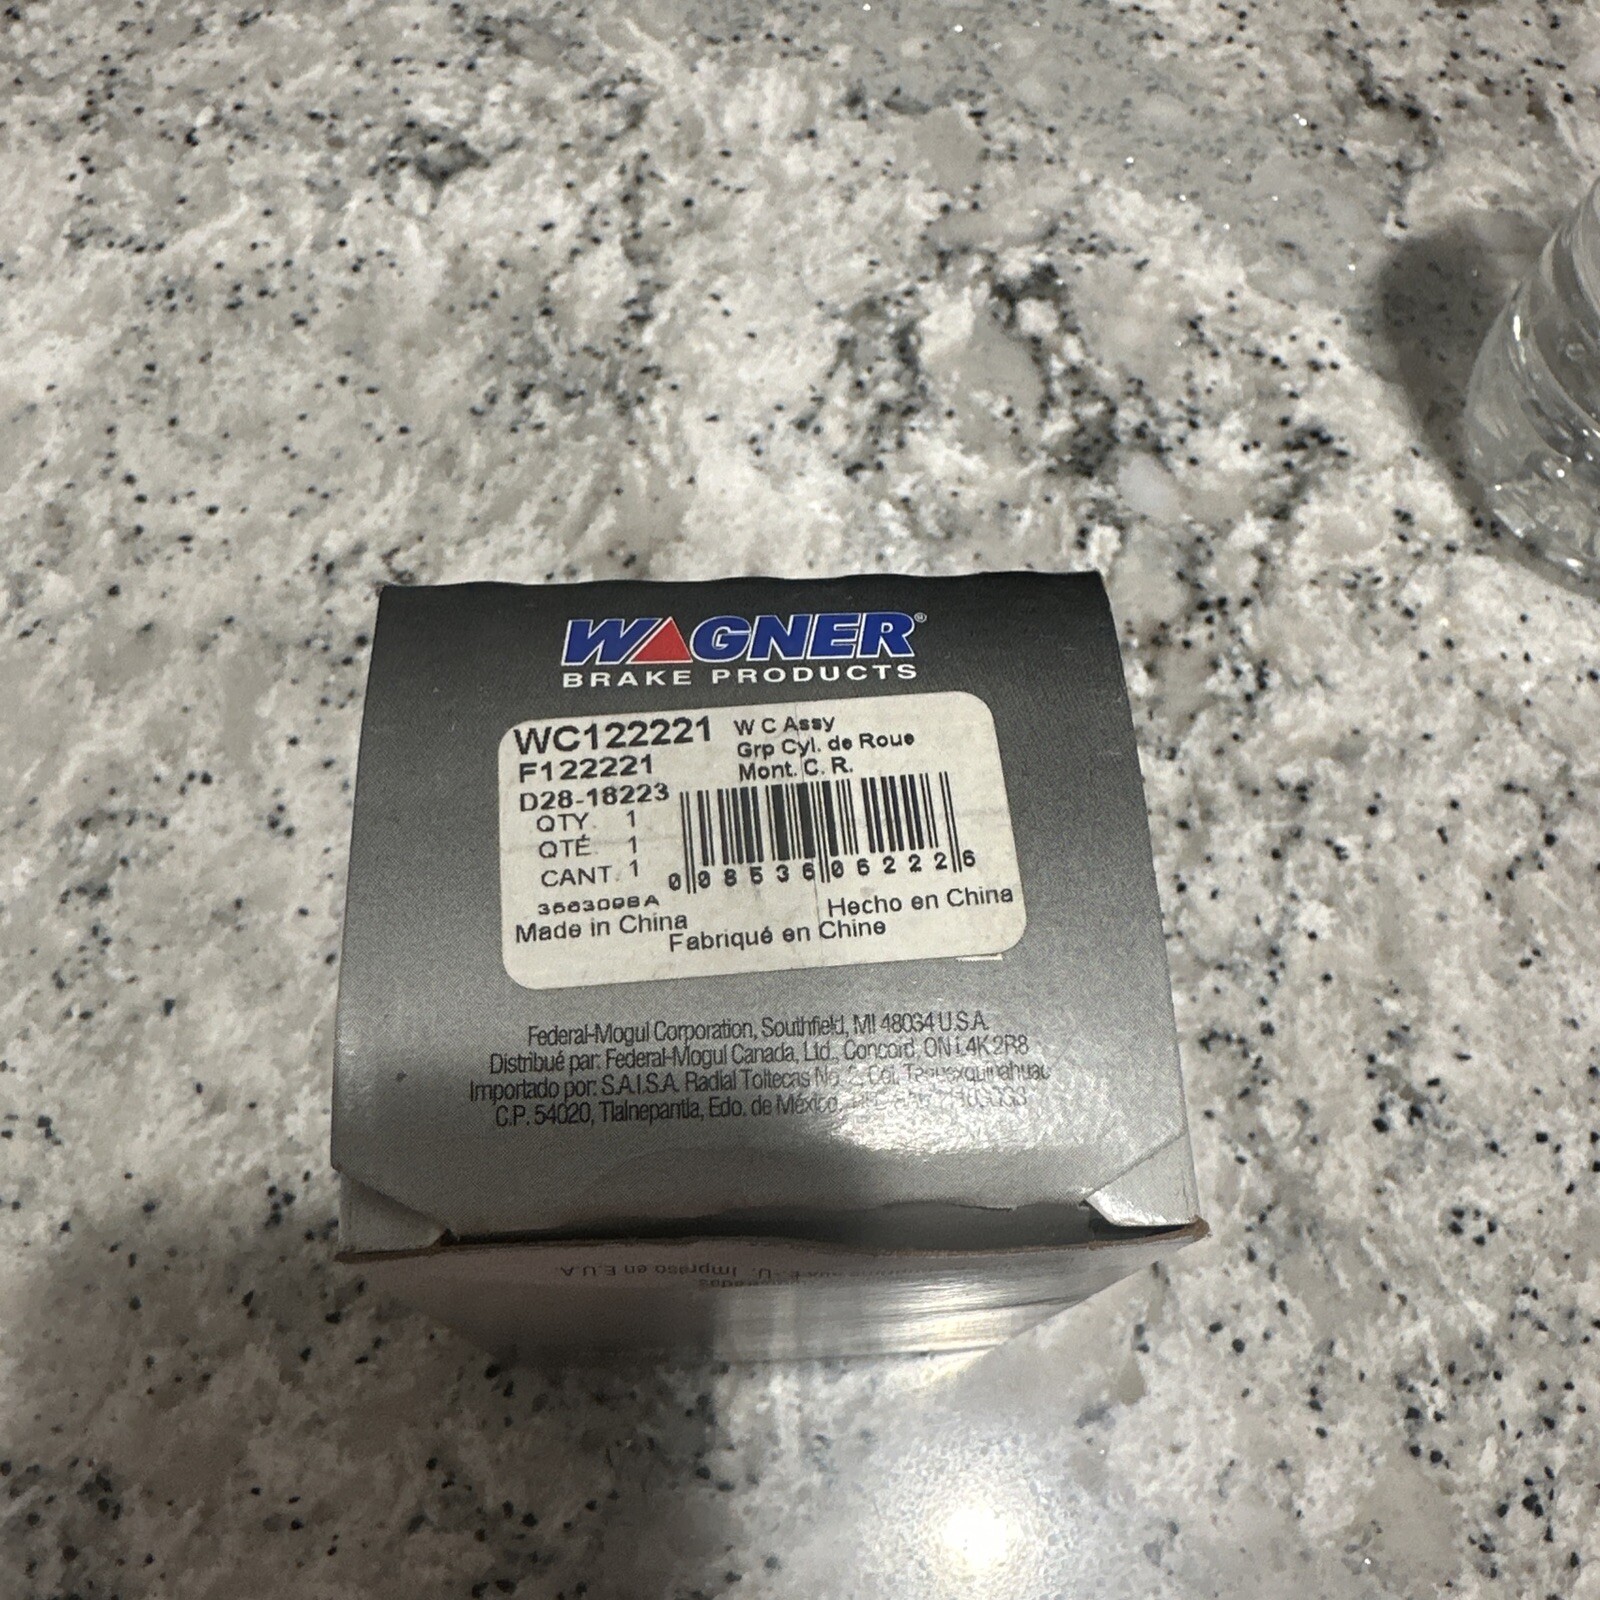 WAGNER®
BRAKE PRODUCTS
WC122221 W C Assy
F122221 Grp Cyl. de Roue
D28-18223 Mont. C. R.
QTY. 1
QTÉ. 1
CANT. 1
0 08536 06222 6
3563098A
Made in China
Fabriqué en Chine
Hecho en China
Federal-Mogul Corporation, Southfield, MI 48034 U.S.A.
Distribué par: Federal-Mogul Canada, Ltd., Concord, ON L4K 2R8
Importado por: S.A.I.S.A. Radial Toltecas No. 2, Col.
C.P. 54020, Tlalnepantla, Edo. de México,
Impreso en E.U.A.